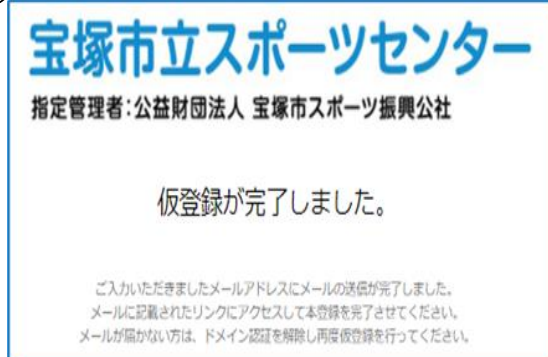 宝塚市立スポーツセンター
指定管理者:公益財団法人 宝塚市スポーツ振興公社
仮登録が完了しました。
ご入力いただきましたメールアドレスにメールの送信が完了しました。
メールに記載されたリンクにアクセスして本登録を完了させてください。
メールが届かない方は、ドメイン認証を解除し再度仮登録を行ってください。